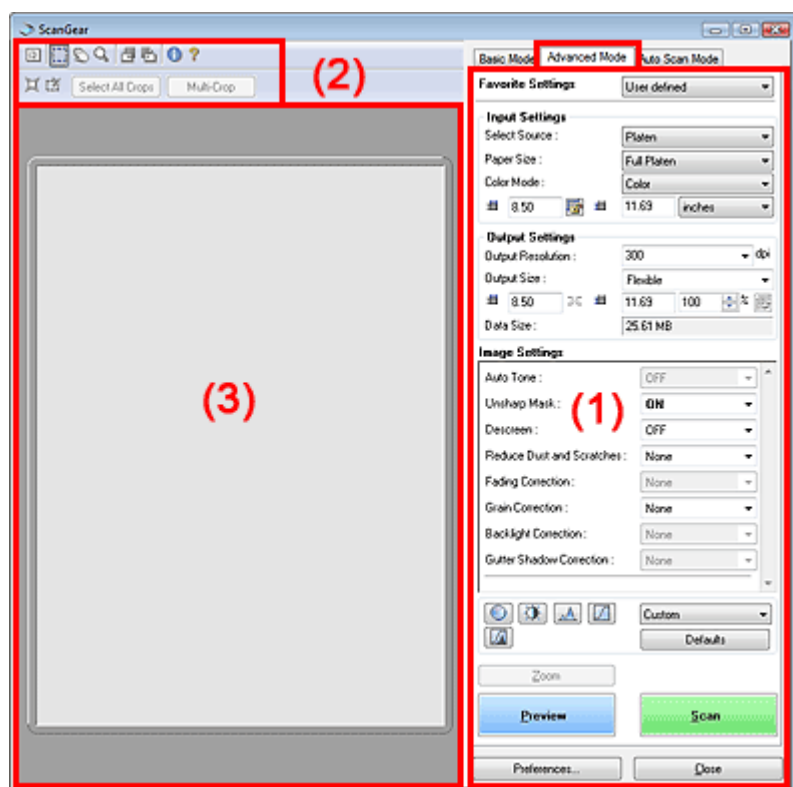 ScanGear
(2)
Select All Crops Multi-Crop
Basic Mode Advanced Mode Auto Scan Mode
Favorite Settings User defined
Input Settings
Select Source : Platen
Paper Size : Full Platen
Color Mode : Color
8.50 11.69 inches
Output Settings
Output Resolution : 300 dpi
Output Size : Flexible
8.50 11.69 100 %
Data Size : 25.61 MB
Image Settings
Auto Tone : OFF
Unsharp Mask : ON
(1)
Descreen : OFF
Reduce Dust and Scratches : None
Fading Correction : None
Grain Correction : None
Backlight Correction : None
Gutter Shadow Correction : None
Custom
Defaults
Zoom
Preview Scan
Preferences... Close
(3)